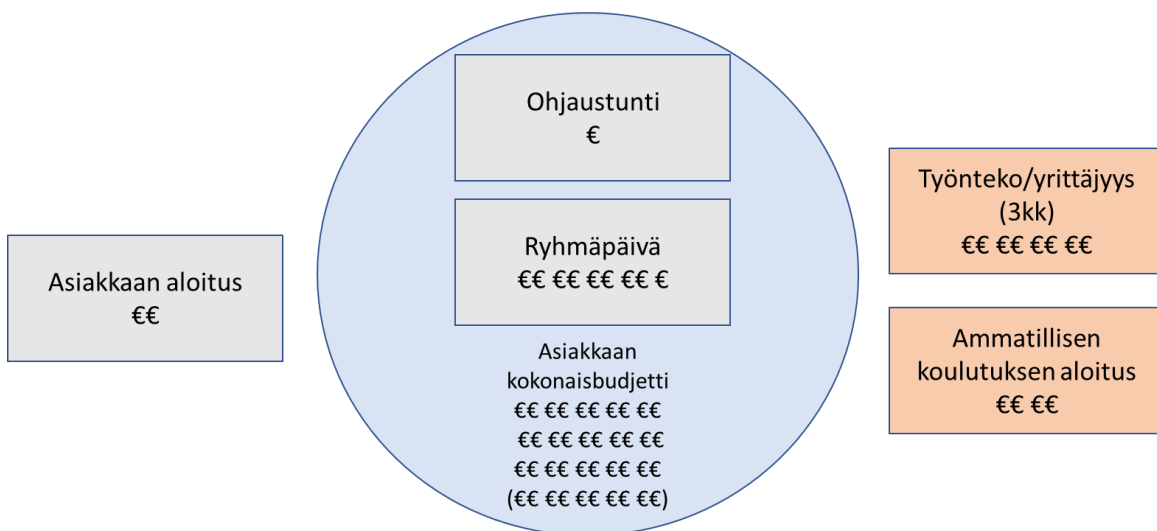 Asiakkaan aloitus
€€
Ohjaustunti
€
Ryhmäpäivä
€€ €€ €€ €€ €
Asiakkaan
kokonaisbudjetti
€€ €€ €€ €€ €€
€€ €€ €€ €€ €€
€€ €€ €€ €€ €€
(€€ €€ €€ €€ €€)
Työnteko/yrittäjyys
(3kk)
€€ €€ €€ €€
Ammatillisen
koulutuksen aloitus
€€ €€